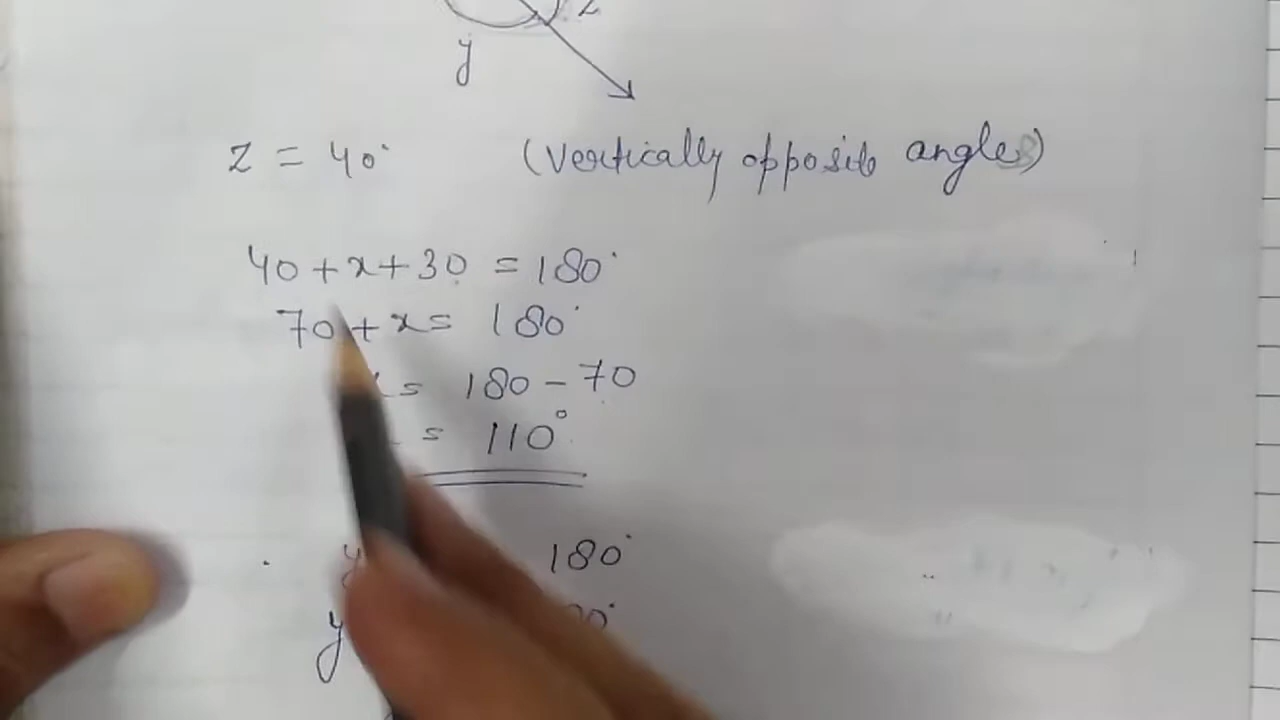 z
y
z = 40°
(vertically opposite angles)
40 + x + 30 = 180°
70 + x = 180°
= 180 - 70
= 110°
y 180°
y